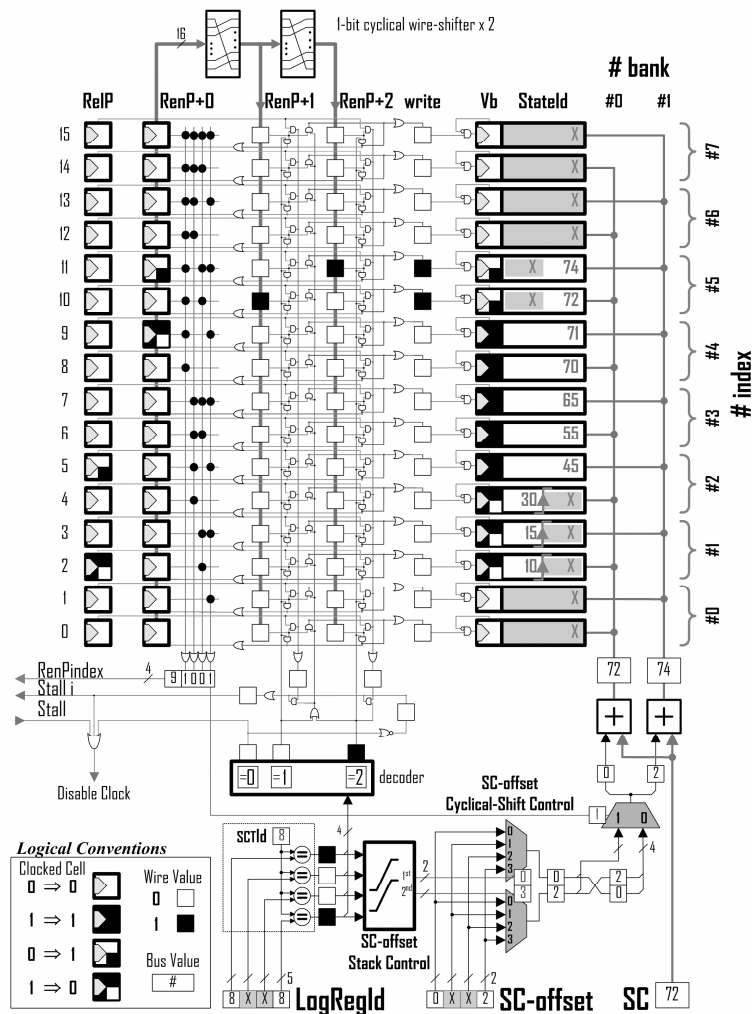 1-bit cyclical wire-shifter x 2
16
# bank
RelP RenP+0 RenP+1 RenP+2 write Vb StateId #0 #1
15 X
14 X
#7
13 X
12 X
#6
11 X 74
10 X 72
#5
9 71
8 70
#4
7 65
6 55
#3
5 45
4 30 X
#2
3 15 X
2 10 X
#1
1 X
0 X
#0
# index
RenPindex 4 9 1 0 0 1
72 74
Stall i
Stall
+ +
Disable Clock
=0 =1 =2 decoder
0 2
SC-offset
Cyclical-Shift Control
1 1 0
4 4
SCTId 8
0 1 2 3
= = = =
1st 2nd
2
0 3
0 2
2 0
0 1 2 3
SC-offset
Stack Control
5 2
8 X X 8 LogRegId
0 X X 2 SC-offset
SC 72
Logical Conventions
Clocked Cell
0 ⇒ 0
1 ⇒ 1
0 ⇒ 1
1 ⇒ 0
Wire Value
0
1
Bus Value
#